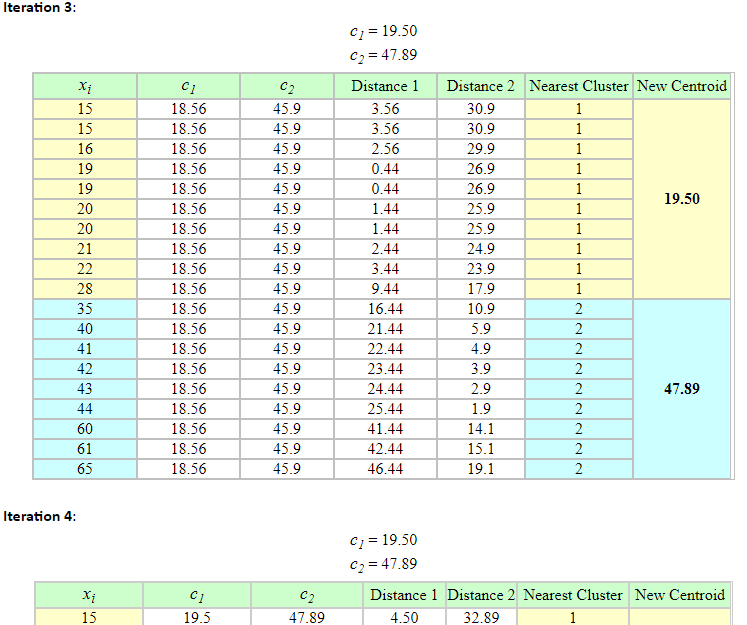 Iteration 3:
c1 = 19.50
c2 = 47.89
xi c1 c2 Distance 1 Distance 2 Nearest Cluster New Centroid
15 18.56 45.9 3.56 30.9 1
15 18.56 45.9 3.56 30.9 1
16 18.56 45.9 2.56 29.9 1
19 18.56 45.9 0.44 26.9 1
19 18.56 45.9 0.44 26.9 1
19.50
20 18.56 45.9 1.44 25.9 1
20 18.56 45.9 1.44 25.9 1
21 18.56 45.9 2.44 24.9 1
22 18.56 45.9 3.44 23.9 1
28 18.56 45.9 9.44 17.9 1
35 18.56 45.9 16.44 10.9 2
40 18.56 45.9 21.44 5.9 2
41 18.56 45.9 22.44 4.9 2
42 18.56 45.9 23.44 3.9 2
43 18.56 45.9 24.44 2.9 2 47.89
44 18.56 45.9 25.44 1.9 2
60 18.56 45.9 41.44 14.1 2
61 18.56 45.9 42.44 15.1 2
65 18.56 45.9 46.44 19.1 2
Iteration 4:
c1 = 19.50
c2 = 47.89
xi c1 c2 Distance 1 Distance 2 Nearest Cluster New Centroid
15 19.5 47.89 4.50 32.89 1